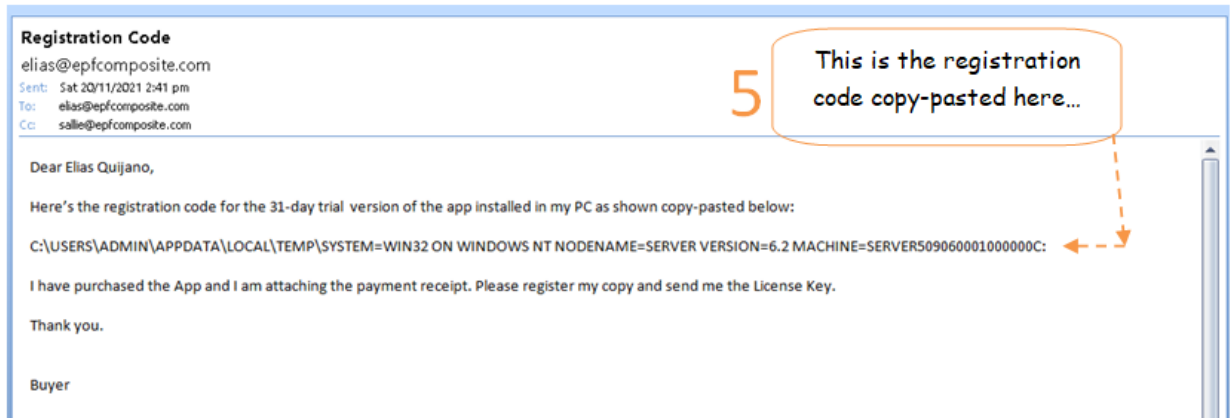 Registration Code
elias@epfcomposite.com
Sent: Sat 20/11/2021 2:41 pm
To: elias@epfcomposite.com
Cc: sallie@epfcomposite.com
5
This is the registration
code copy-pasted here...
Dear Elias Quijano,
Here's the registration code for the 31-day trial version of the app installed in my PC as shown copy-pasted below:
C:\USERS\ADMIN\APPDATA\LOCAL\TEMP\SYSTEM=WIN32 ON WINDOWS NT NODENAME=SERVER VERSION=6.2 MACHINE=SERVER509060001000000C:
I have purchased the App and I am attaching the payment receipt. Please register my copy and send me the License Key.
Thank you.
Buyer